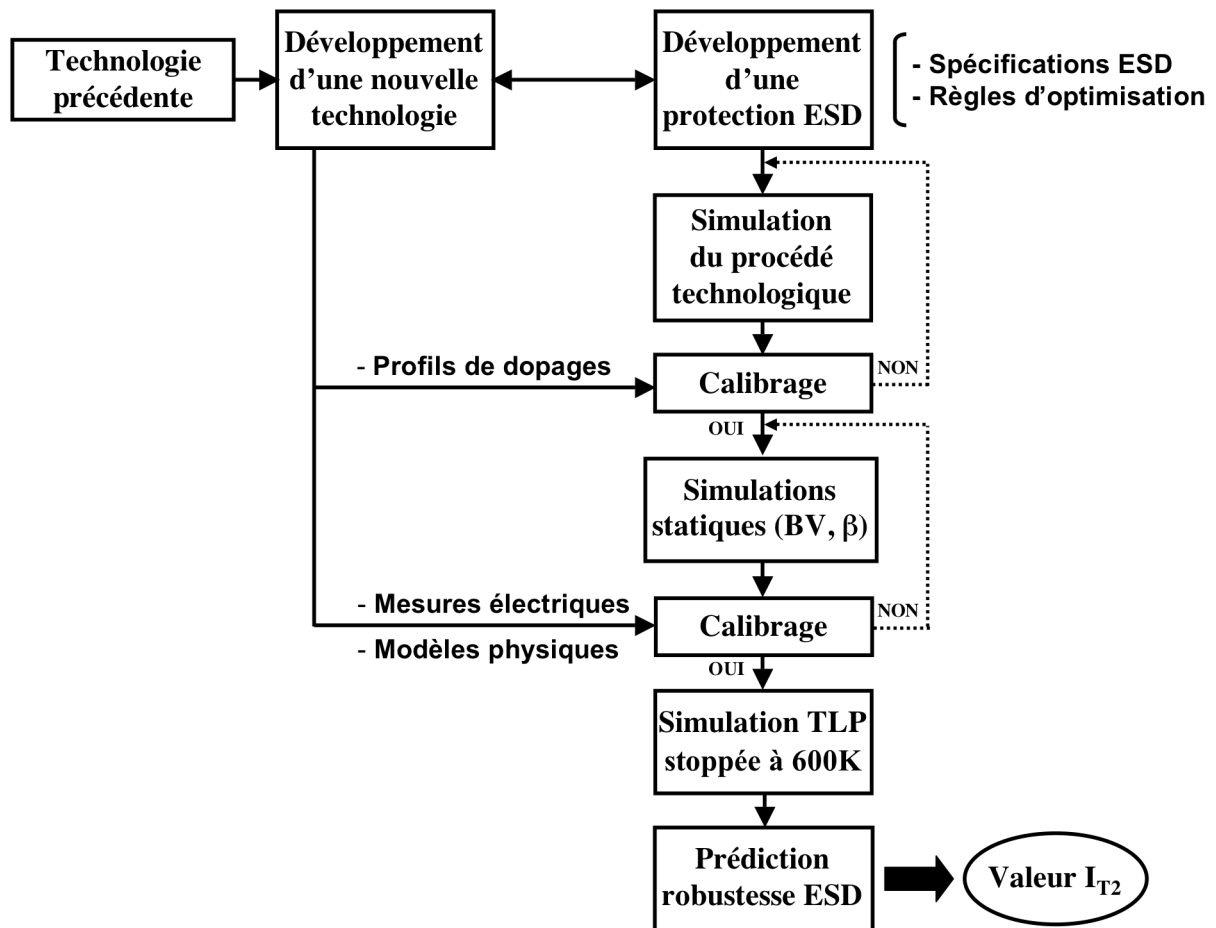 Technologie
précédente
Développement
d’une nouvelle
technologie
Développement
d’une
protection ESD
- Spécifications ESD
- Règles d’optimisation
Simulation
du procédé
technologique
- Profils de dopages
Calibrage
NON
OUI
Simulations
statiques (BV, β)
- Mesures électriques
- Modèles physiques
Calibrage
NON
OUI
Simulation TLP
stoppée à 600K
Prédiction
robustesse ESD
Valeur I_T2